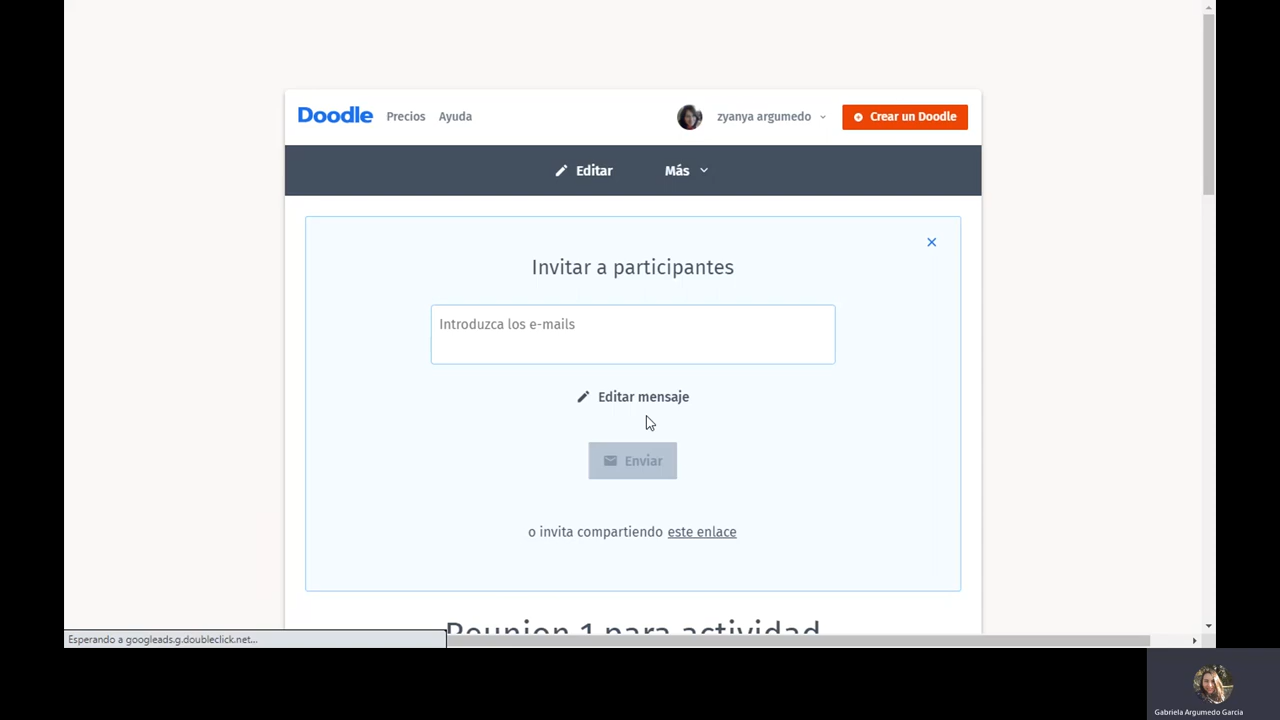 Doodle Precios Ayuda zyanya argumedo Crear un Doodle
Editar Más
Invitar a participantes
Introduzca los e-mails
Editar mensaje
Enviar
o invita compartiendo este enlace
Reunion 1 para actividad
Esperando a googleads.g.doubleclick.net...
Gabriela Argumedo Garcia